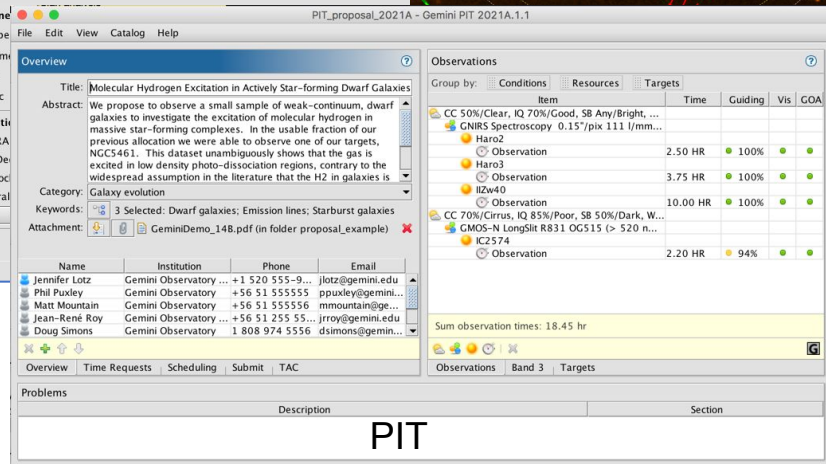 PIT_proposal_2021A - Gemini PIT 2021A.1.1
File Edit View Catalog Help
Overview
Title: Molecular Hydrogen Excitation in Actively Star-forming Dwarf Galaxies
Abstract: We propose to observe a small sample of weak-continuum, dwarf
galaxies to investigate the excitation of molecular hydrogen in
massive star-forming complexes. In the usable fraction of our
previous allocation we were able to observe one of our targets,
NGC5461. This dataset unambiguously shows that the gas is
excited in low density photo-dissociation regions, contrary to the
widespread assumption in the literature that the H2 in galaxies is
Category: Galaxy evolution
Keywords: 3 Selected: Dwarf galaxies; Emission lines; Starburst galaxies
Attachment: GeminiDemo_14B.pdf (in folder proposal_example)
Name Institution Phone Email
Jennifer Lotz Gemini Observatory ... +1 520 555-9... jlotz@gemini.edu
Phil Puxley Gemini Observatory +56 51 555555 ppuxley@gemini...
Matt Mountain Gemini Observatory +56 51 555556 mmountain@ge...
Jean-René Roy Gemini Observatory ... +56 51 255 55... jrroy@gemini.edu
Doug Simons Gemini Observatory 1 808 974 5556 dsimons@gemin...
Overview Time Requests Scheduling Submit TAC
Observations
Group by: Conditions Resources Targets
Item Time Guiding Vis GOA
CC 50%/Clear, IQ 70%/Good, SB Any/Bright, ...
GNIRS Spectroscopy 0.15"/pix 111 l/mm...
Haro2
Observation 2.50 HR 100%
Haro3
Observation 3.75 HR 100%
IIZw40
Observation 10.00 HR 100%
CC 70%/Cirrus, IQ 85%/Poor, SB 50%/Dark, W...
GMOS-N LongSlit R831 OG515 (> 520 n...
IC2574
Observation 2.20 HR 94%
Sum observation times: 18.45 hr
G
Observations Band 3 Targets
Problems
Description Section
PIT